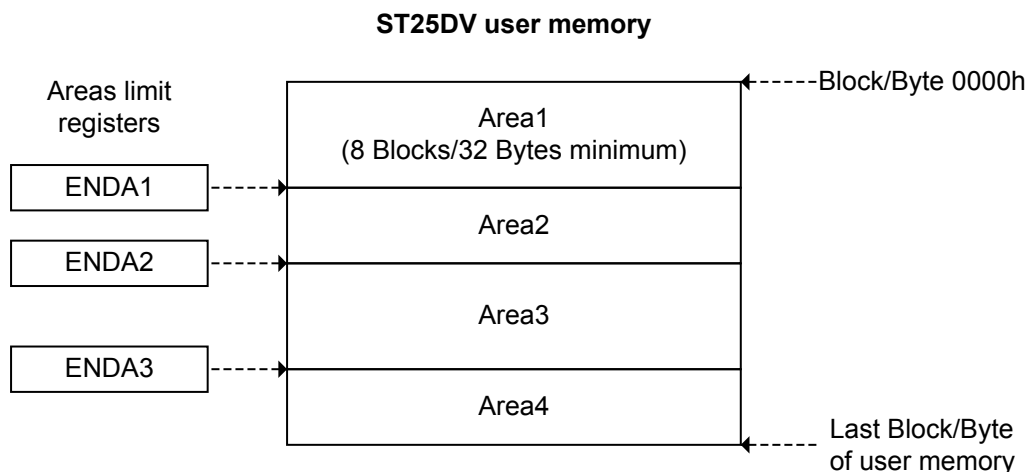 ST25DV user memory
Areas limit
registers
Block/Byte 0000h
Area1
(8 Blocks/32 Bytes minimum)
ENDA1
Area2
ENDA2
Area3
ENDA3
Area4
Last Block/Byte
of user memory